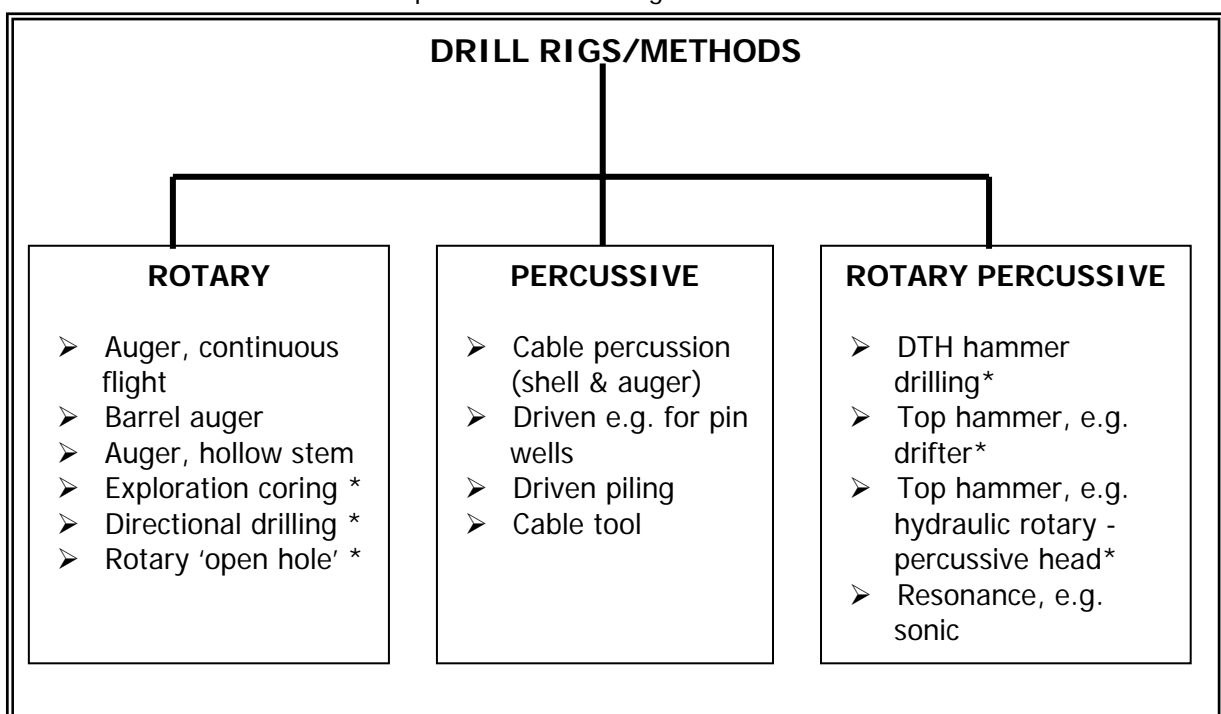 DRILL RIGS/METHODS
ROTARY
➢ Auger, continuous
flight
➢ Barrel auger
➢ Auger, hollow stem
➢ Exploration coring *
➢ Directional drilling *
➢ Rotary ‘open hole’ *
PERCUSSIVE
➢ Cable percussion
(shell & auger)
➢ Driven e.g. for pin
wells
➢ Driven piling
➢ Cable tool
ROTARY PERCUSSIVE
➢ DTH hammer
drilling*
➢ Top hammer, e.g.
drifter*
➢ Top hammer, e.g.
hydraulic rotary -
percussive head*
➢ Resonance, e.g.
sonic